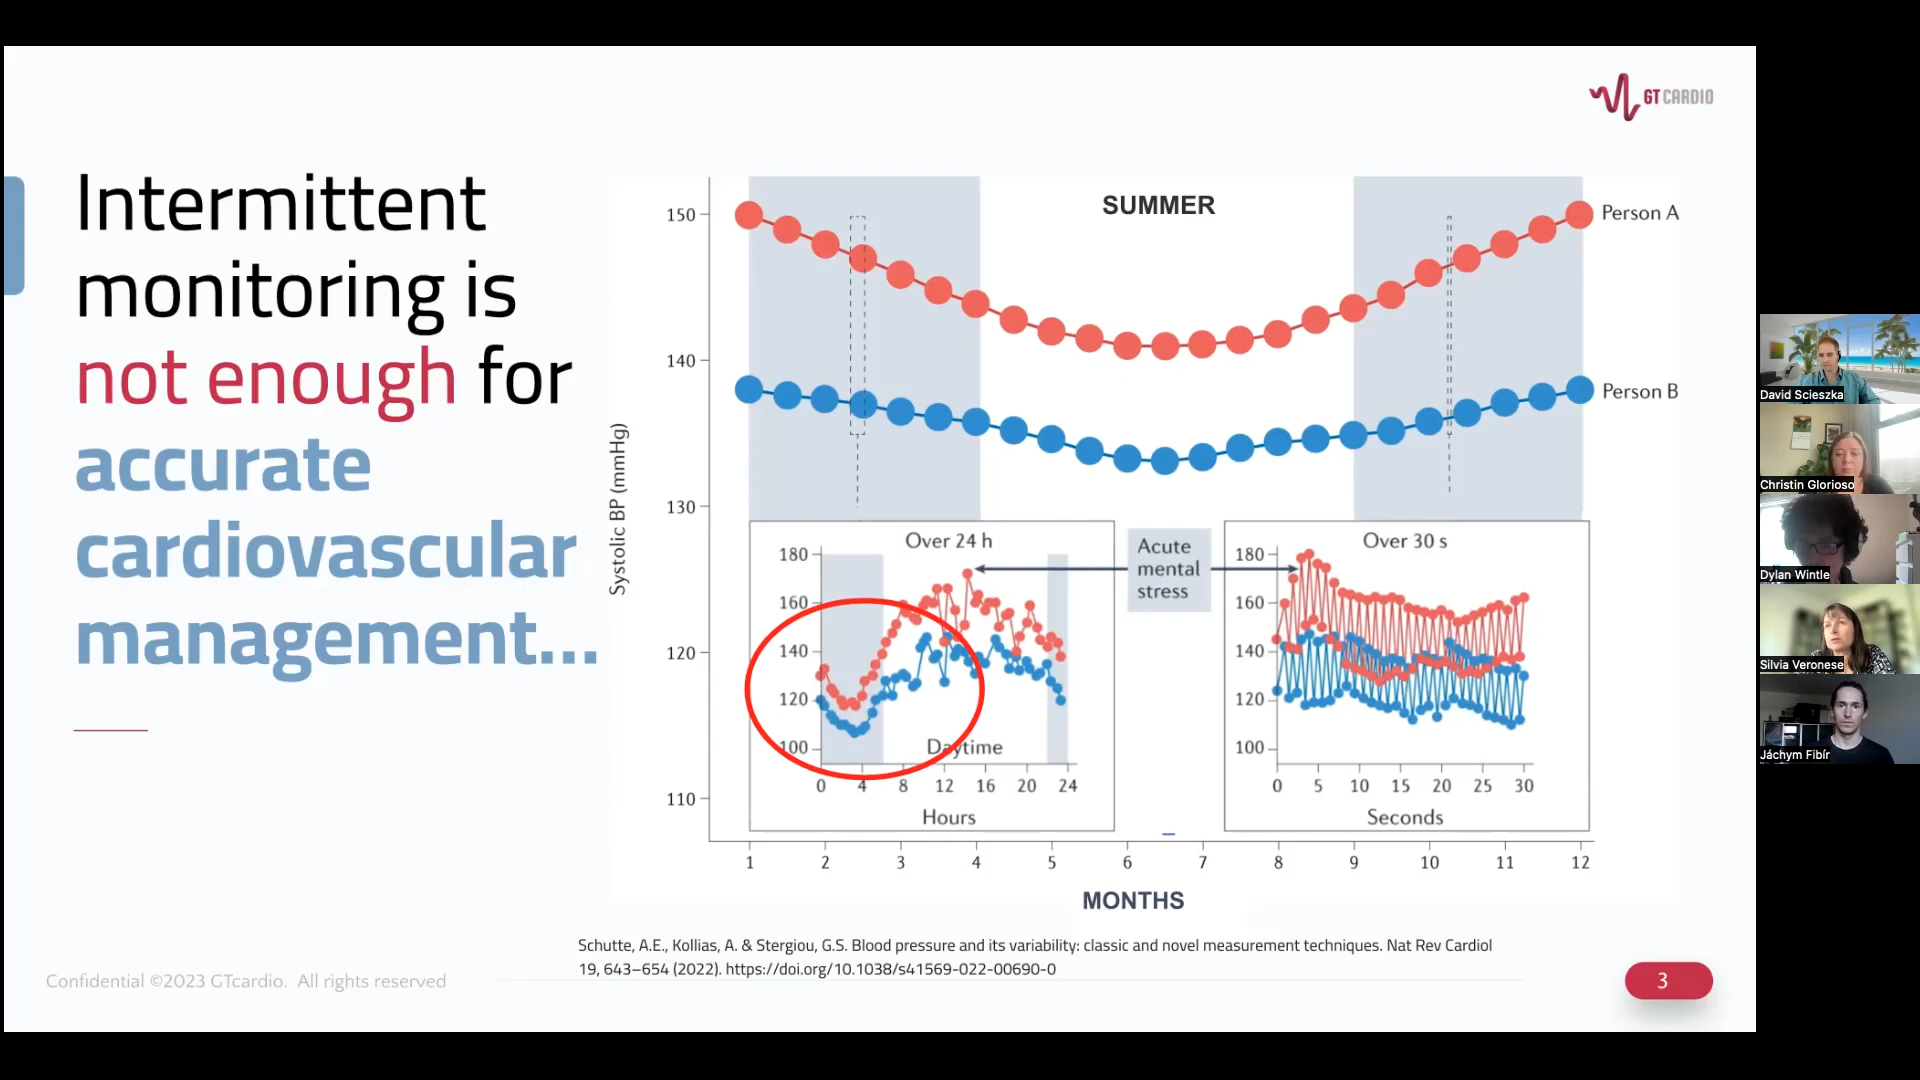 GT CARDIO
Intermittent
monitoring is
not enough for
accurate
cardiovascular
management...
Systolic BP (mmHg)
150
140
130
120
110
SUMMER
Person A
Person B
Over 24 h
180
160
140
120
100
Daytime
0 4 8 12 16 20 24
Hours
Acute
mental
stress
Over 30 s
180
160
140
120
100
0 5 10 15 20 25 30
Seconds
1 2 3 4 5 6 7 8 9 10 11 12
MONTHS
Schutte, A.E., Kollias, A. & Stergiou, G.S. Blood pressure and its variability: classic and novel measurement techniques. Nat Rev Cardiol
19, 643–654 (2022). https://doi.org/10.1038/s41569-022-00690-0
Confidential ©2023 GTcardio. All rights reserved
3
David Scieszka
Christin Glorioso
Dylan Wintle
Silvia Veronese
Jáchym Fibír